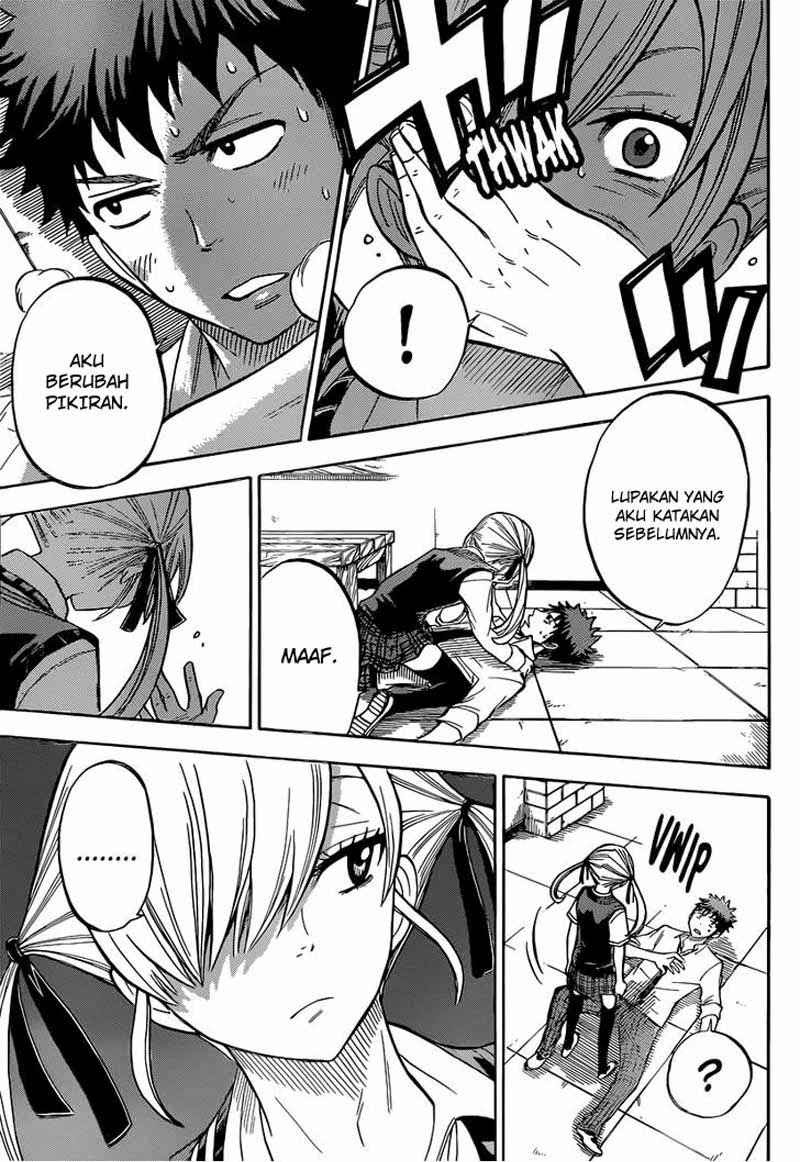 THWAK
!
AKU
BERUBAH
PIKIRAN.
LUPAKAN YANG
AKU KATAKAN
SEBELUMNYA.
MAAF.
VWIP
?
.........